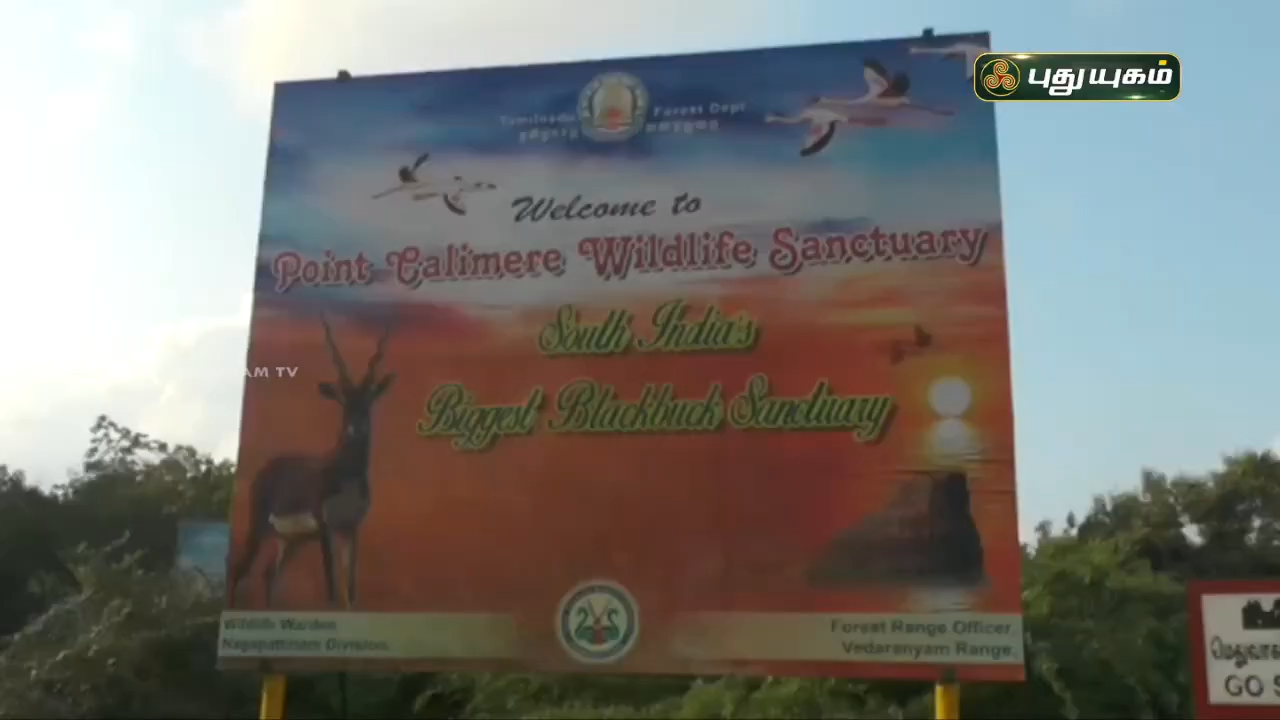 புதுயுகம்
Tamilnadu Forest Dept
Welcome to
Point Calimere Wildlife Sanctuary
South India's
AM TV
Biggest Blackbuck Sanctuary
Wildlife Warden
Nagapattinam Division.
Forest Range Officer,
Vedaranyam Range,
GO